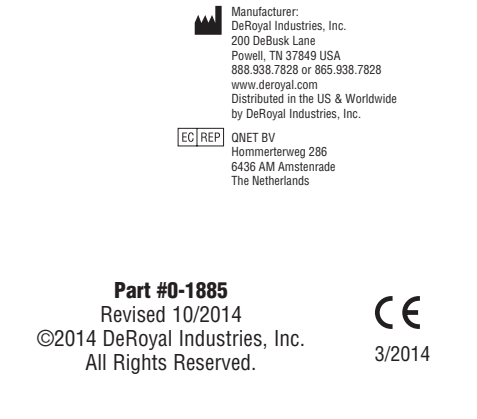 Manufacturer:
DeRoyal Industries, Inc.
200 DeBusk Lane
Powell, TN 37849 USA
888.938.7828 or 865.938.7828
www.deroyal.com
Distributed in the US & Worldwide
by DeRoyal Industries, Inc.
EC REP
QNET BV
Hommerterweg 286
6436 AM Amstenrade
The Netherlands
Part #0-1885
Revised 10/2014
©2014 DeRoyal Industries, Inc.
All Rights Reserved.
CE
3/2014